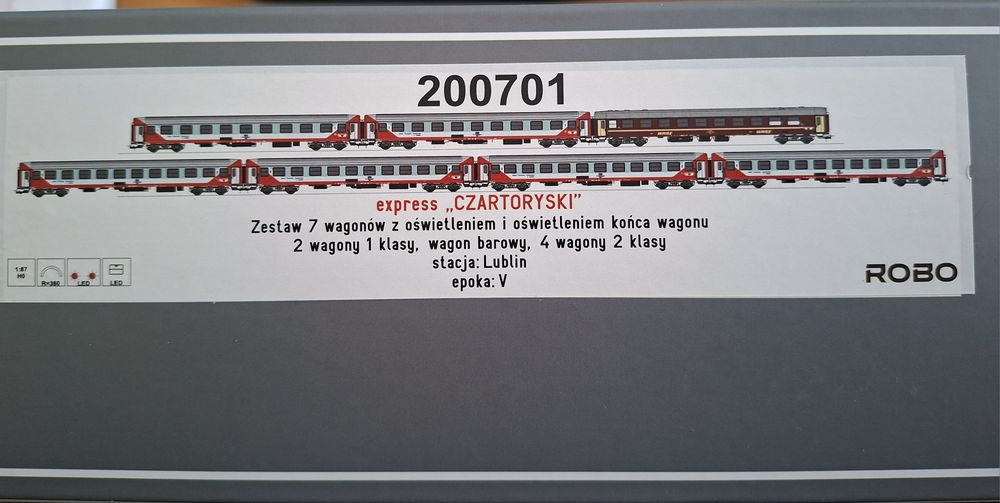 200701
express „CZARTORYSKI”
Zestaw 7 wagonów z oświetleniem i oświetleniem końca wagonu
2 wagony 1 klasy, wagon barowy, 4 wagony 2 klasy
stacja: Lublin
epoka: V
1:87
H0
R=360
LED
LED
ROBO